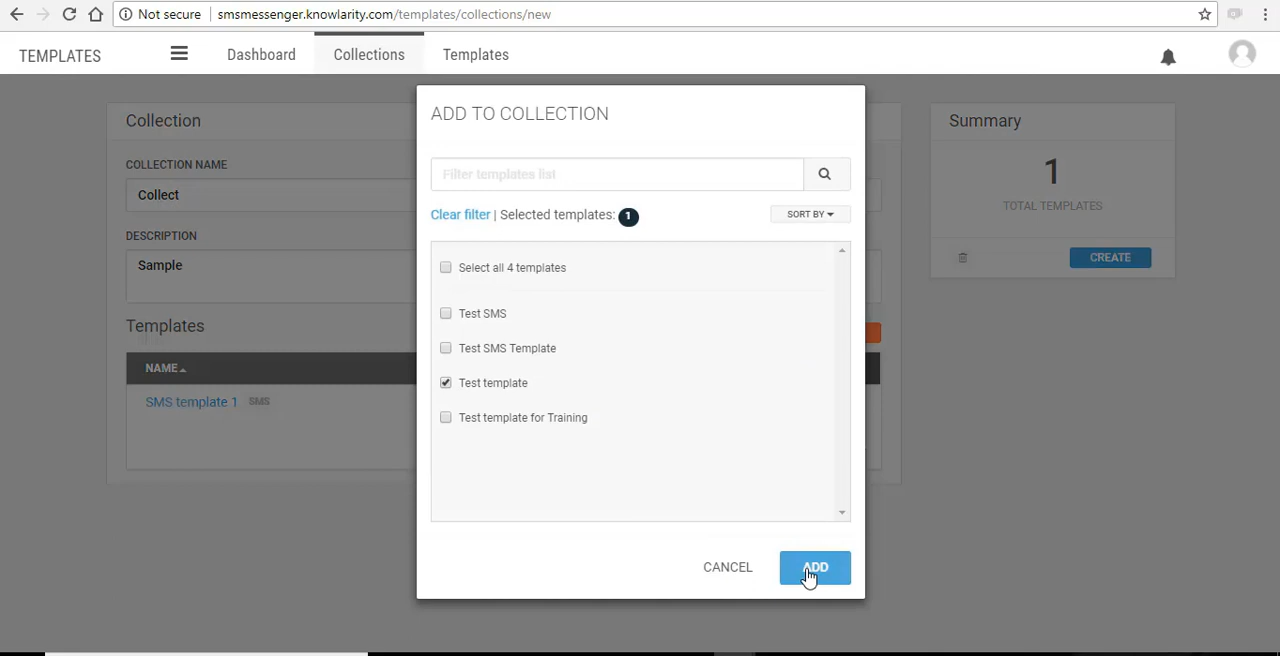 Not secure | smsmessenger.knowlarity.com/templates/collections/new
TEMPLATES Dashboard Collections Templates
Collection
COLLECTION NAME
Collect
DESCRIPTION
Sample
Templates
NAME
SMS template 1 SMS
ADD TO COLLECTION
Filter templates list
Clear filter | Selected templates: 1
SORT BY
Select all 4 templates
Test SMS
Test SMS Template
Test template
Test template for Training
CANCEL ADD
Summary
1
TOTAL TEMPLATES
CREATE